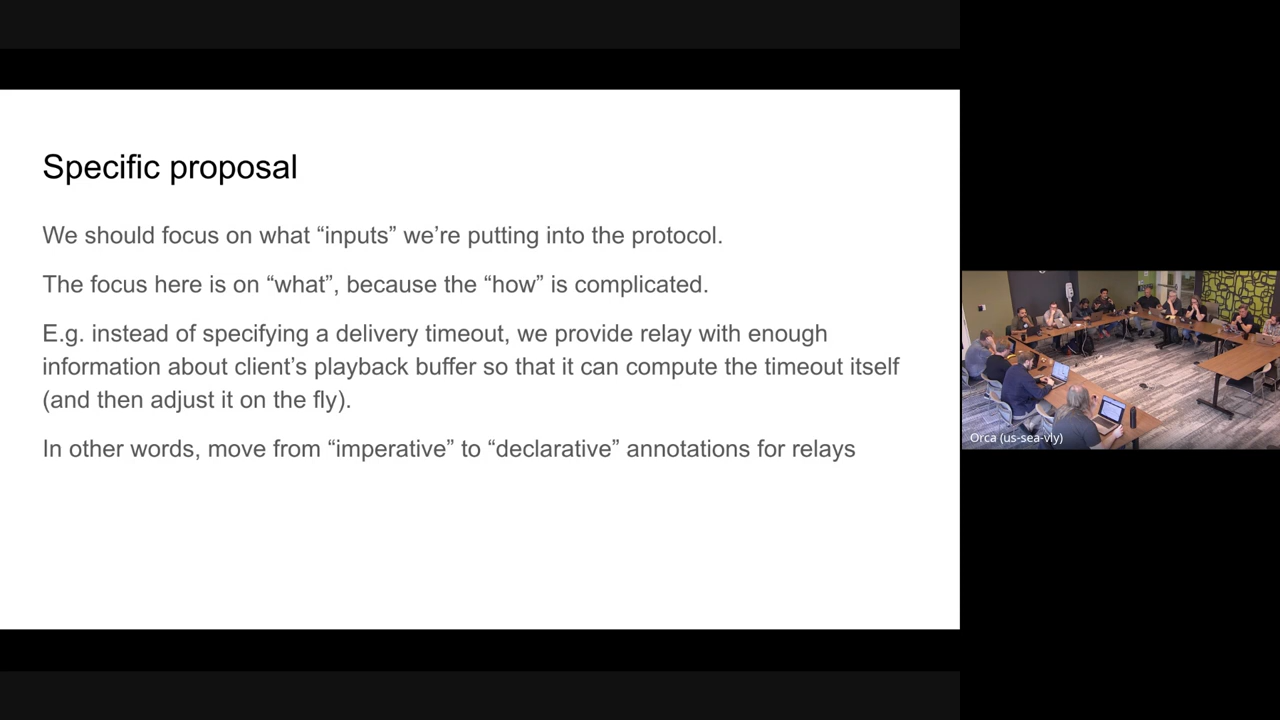 Specific proposal
We should focus on what “inputs” we’re putting into the protocol.
The focus here is on “what”, because the “how” is complicated.
E.g. instead of specifying a delivery timeout, we provide relay with enough
information about client’s playback buffer so that it can compute the timeout itself
(and then adjust it on the fly).
In other words, move from “imperative” to “declarative” annotations for relays
Orca (us-sea-vly)